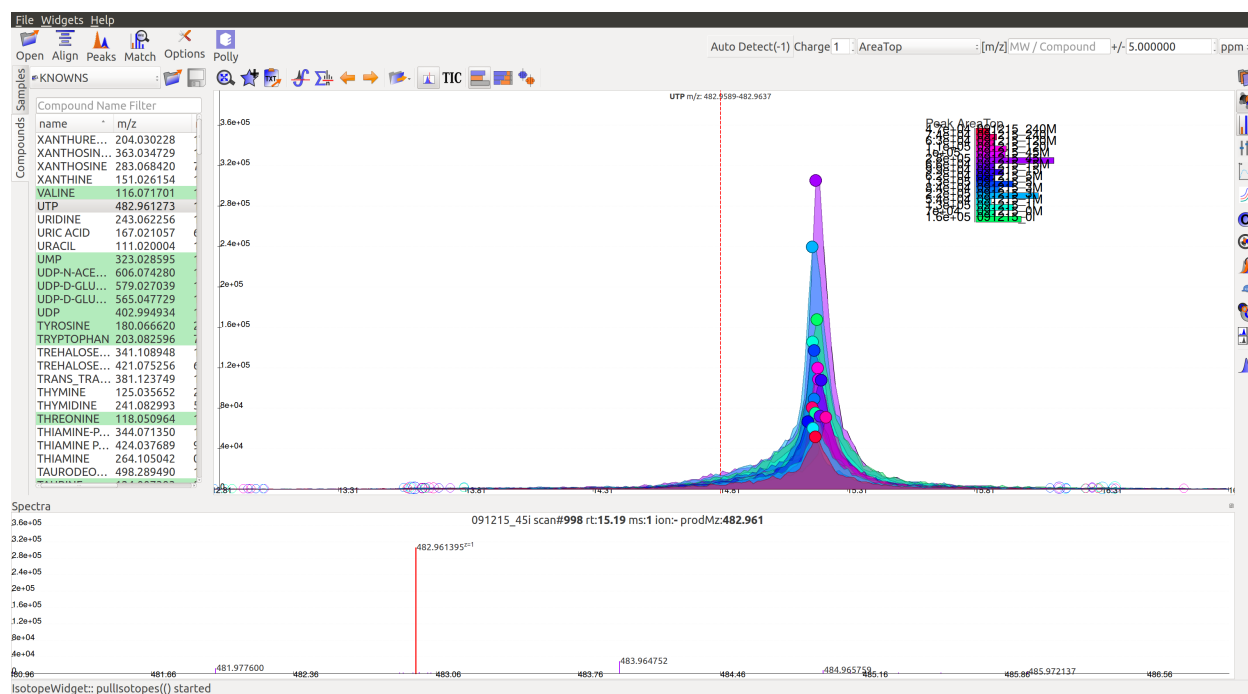 File Widgets Help
Open Align Peaks Match Options Polly
Auto Detect(-1) Charge 1 AreaTop [m/z] MW / Compound +/- 5.000000 ppm
Samples
Compounds
KNOWNS
TXT
TIC
Compound Name Filter
name m/z
XANTHURE... 204.030228
XANTHOSIN... 363.034729
XANTHOSINE 283.068420
XANTHINE 151.026154
VALINE 116.071701
UTP 482.961273
URIDINE 243.062256
URIC ACID 167.021057
URACIL 111.020004
UMP 323.028595
UDP-N-ACE... 606.074280
UDP-D-GLU... 579.027039
UDP-D-GLU... 565.047729
UDP 402.994934
TYROSINE 180.066620
TRYPTOPHAN 203.082596
TREHALOSE... 341.108948
TREHALOSE... 421.075256
TRANS_TRA... 381.123749
THYMINE 125.035652
THYMIDINE 241.082993
THREONINE 118.050964
THIAMINE-P... 344.071350
THIAMINE P... 424.037689
THIAMINE 264.105042
TAURODEO... 498.289490
UTP m/z: 482.9589-482.9637
3.6e+05
3.2e+05
2.8e+05
2.4e+05
2e+05
1.6e+05
1.2e+05
8e+04
4e+04
0
12.81 13.31 13.81 14.31 14.81 15.31 15.81 16.31
Peak AreaTop
1.6e+05 091215_0i
Spectra
091215_45i scan#998 rt:15.19 ms:1 ion:- prodMz:482.961
3.6e+05
3.2e+05
2.8e+05
2.4e+05
2e+05
1.6e+05
1.2e+05
8e+04
4e+04
482.961395 z=1
481.977600
483.964752
484.965759
485.972137
480.96 481.66 482.36 483.06 483.76 484.46 485.16 485.86 486.56
IsotopeWidget:: pullIsotopes(() started